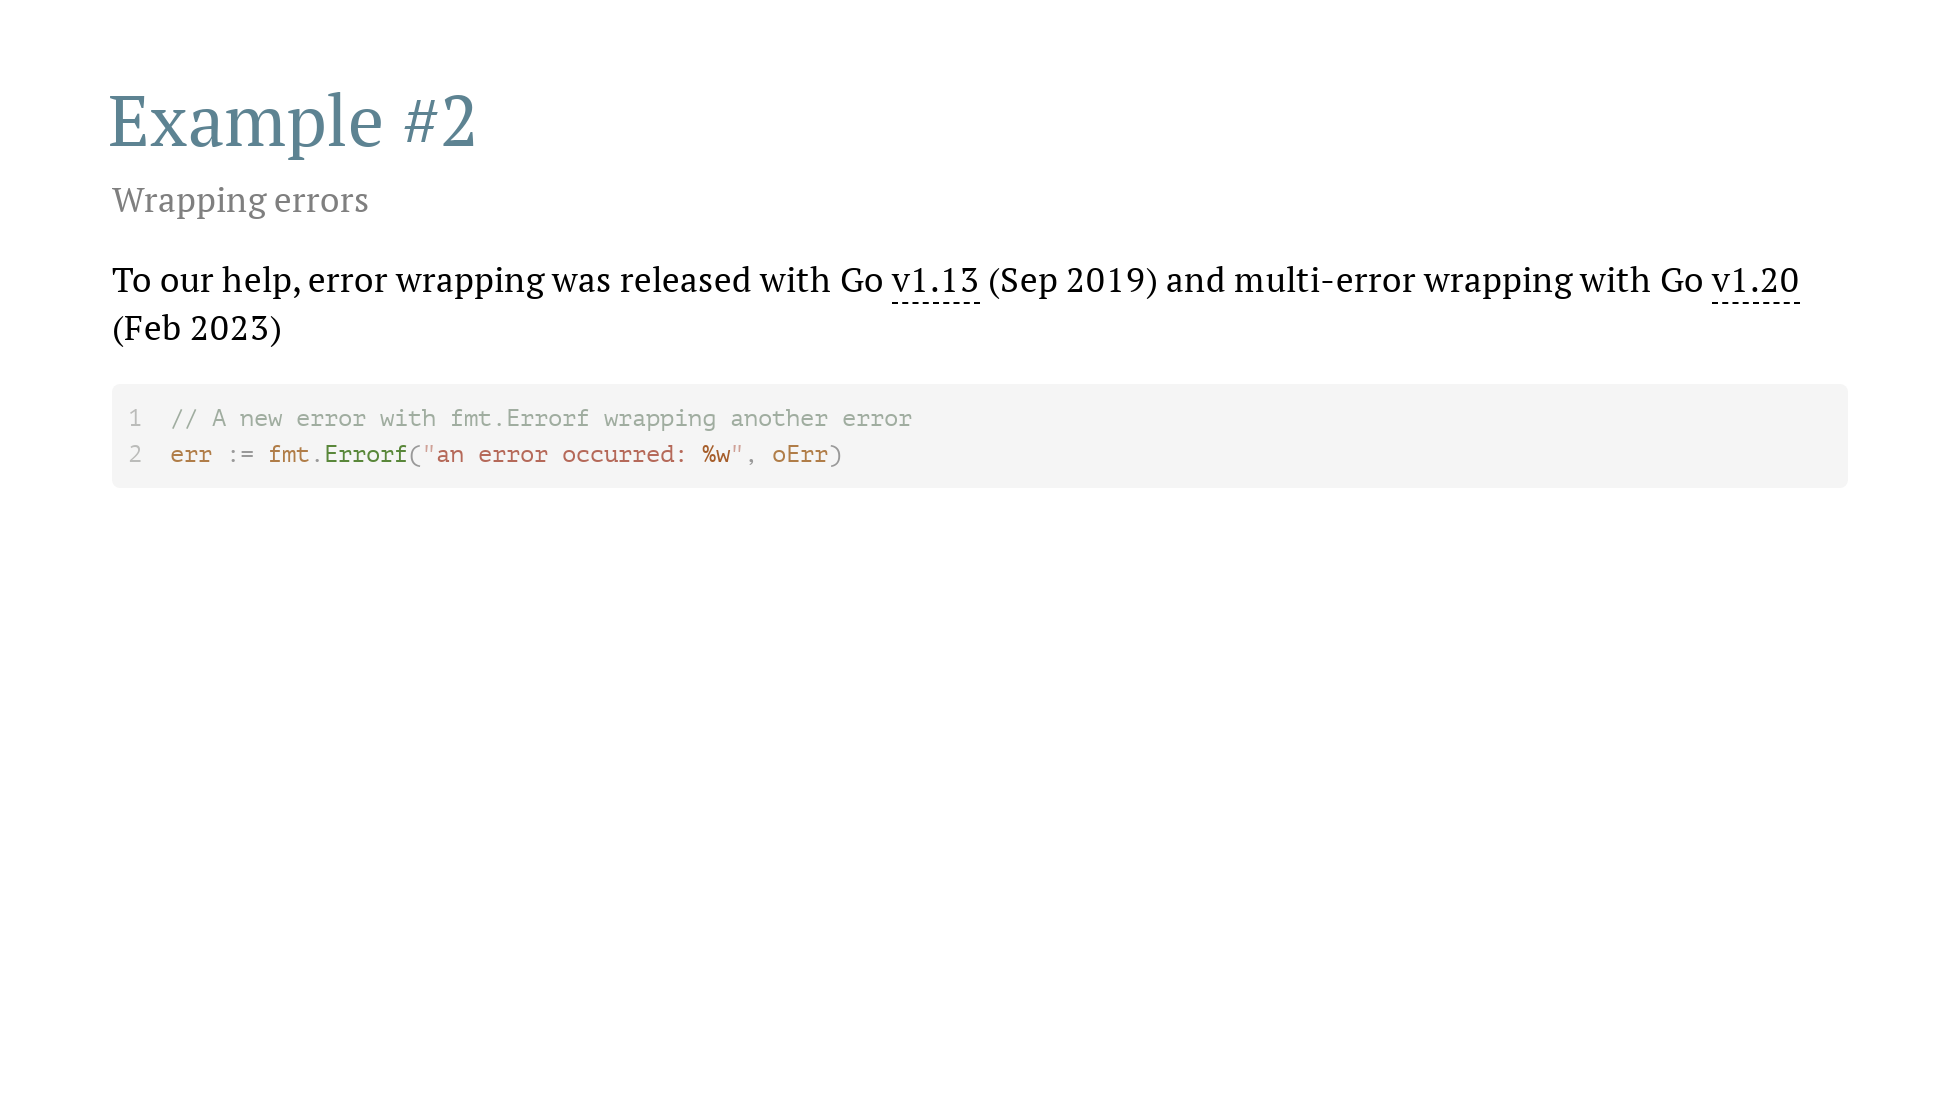 Example #2
Wrapping errors
To our help, error wrapping was released with Go v1.13 (Sep 2019) and multi-error wrapping with Go v1.20
(Feb 2023)
1 // A new error with fmt.Errorf wrapping another error
2 err := fmt.Errorf("an error occurred: %w", oErr)